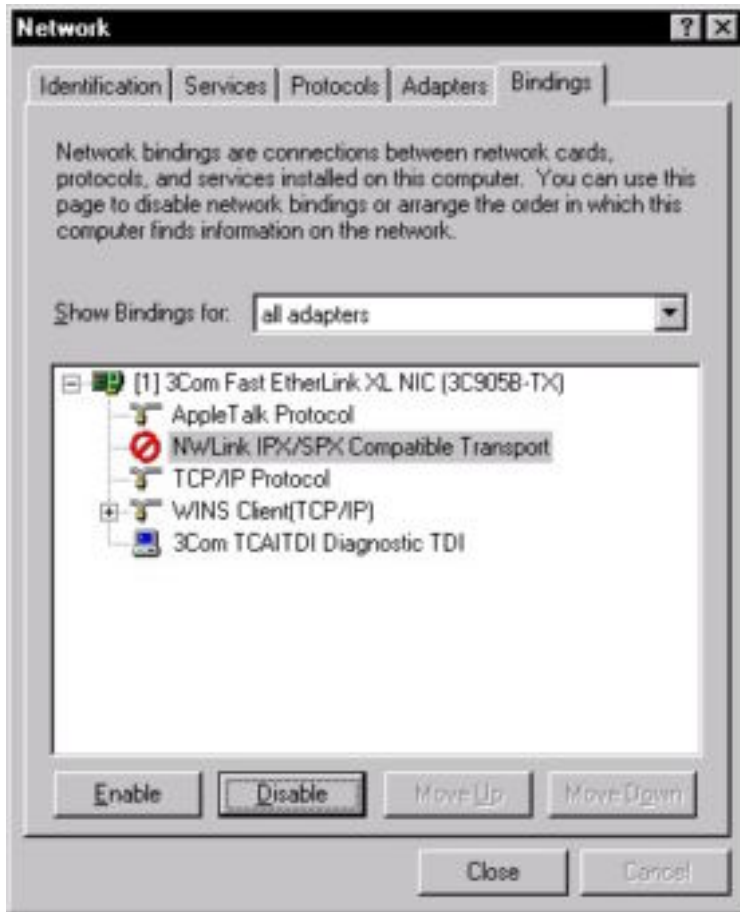 Network
Identification Services Protocols Adapters Bindings
Network bindings are connections between network cards,
protocols, and services installed on this computer. You can use this
page to disable network bindings or arrange the order in which this
computer finds information on the network.
Show Bindings for: all adapters
[1] 3Com Fast EtherLink XL NIC (3C905B-TX)
AppleTalk Protocol
NWLink IPX/SPX Compatible Transport
TCP/IP Protocol
WINS Client(TCP/IP)
3Com TCAITDI Diagnostic TDI
Enable Disable Move Up Move Down
Close Cancel